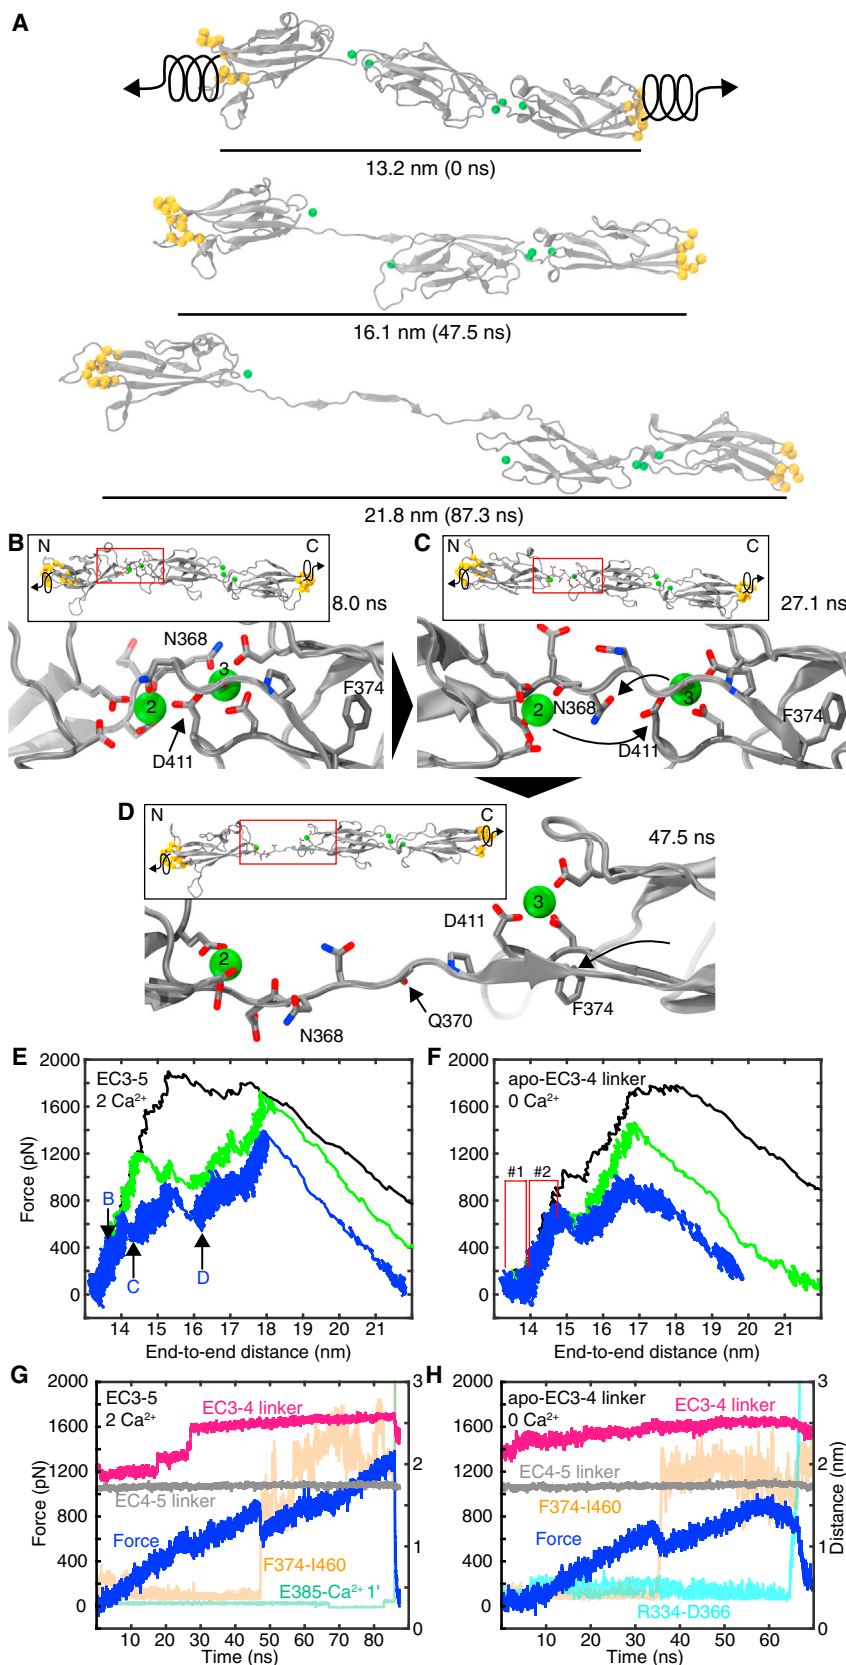 A
13.2 nm (0 ns)
16.1 nm (47.5 ns)
21.8 nm (87.3 ns)
B
N
C
8.0 ns
N368
3
2
D411
F374
C
N
C
27.1 ns
2
N368
3
D411
F374
D
N
C
47.5 ns
3
D411
2
N368
Q370
F374
E
2000
1600
1200
800
400
0
Force (pN)
EC3-5
2 Ca²⁺
B
C
D
14 15 16 17 18 19 20 21
End-to-end distance (nm)
F
2000
1600
1200
800
400
0
apo-EC3-4 linker
0 Ca²⁺
#1
#2
14 15 16 17 18 19 20 21
End-to-end distance (nm)
G
2000
1600
1200
800
400
0
Force (pN)
EC3-5
2 Ca²⁺
EC3-4 linker
EC4-5 linker
Force
F374-I460
E385-Ca²⁺ 1'
3
2
1
0
10 30 50 70 90
Time (ns)
H
2000
1600
1200
800
400
0
apo-EC3-4 linker
0 Ca²⁺
EC3-4 linker
EC4-5 linker
F374-I460
Force
R334-D366
3
2
1
0
Distance (nm)
10 20 30 40 50 60
Time (ns)